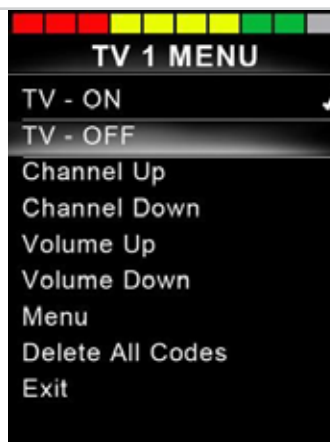 TV 1 MENU
TV - ON
TV - OFF
Channel Up
Channel Down
Volume Up
Volume Down
Menu
Delete All Codes
Exit